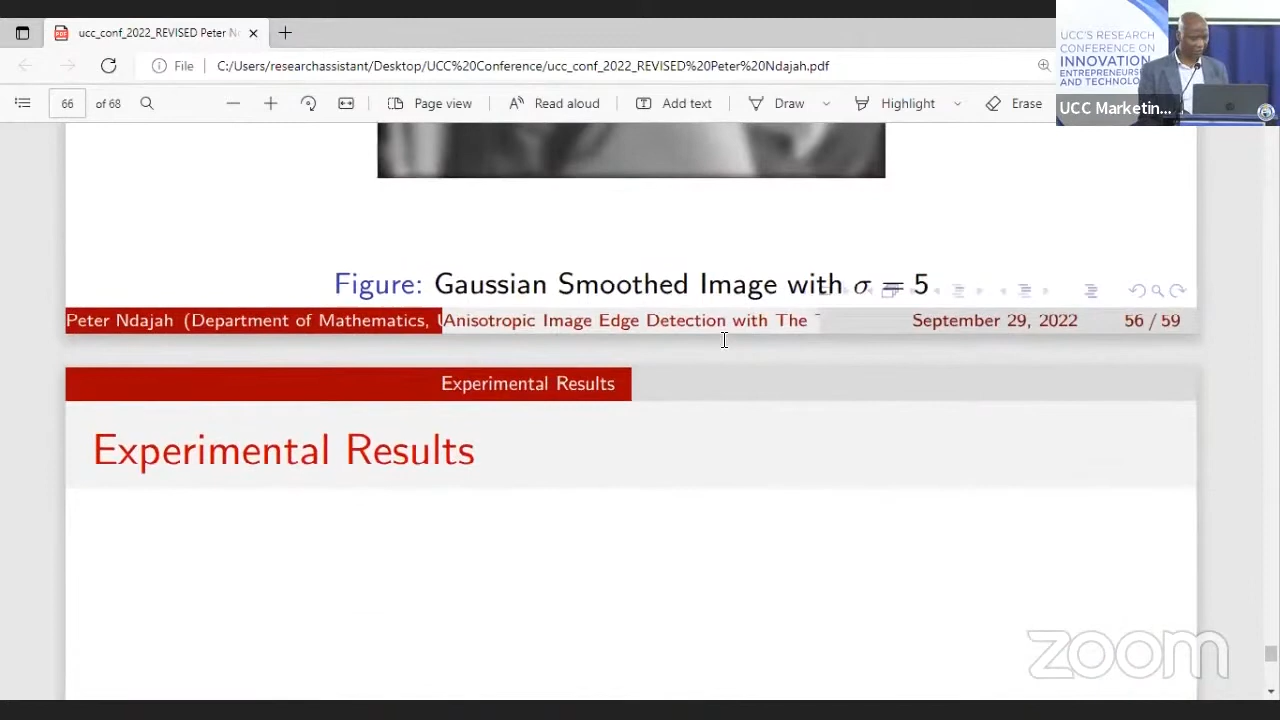 ucc_conf_2022_REVISED Peter N
File
C:/Users/researchassistant/Desktop/UCC%20Conference/ucc_conf_2022_REVISED%20Peter%20Ndajah.pdf
66 of 68
Page view
Read aloud
Add text
Draw
Highlight
Erase
UCC'S RESEARCH
CONFERENCE ON
INNOVATION
AND TECHNOLOGY
UCC Marketin...
Figure: Gaussian Smoothed Image with σ = 5
Peter Ndajah (Department of Mathematics, U
Anisotropic Image Edge Detection with The
September 29, 2022
56 / 59
Experimental Results
Experimental Results
zoom